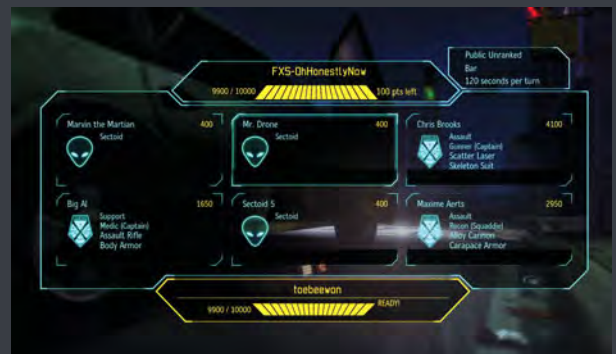 FXS-OhHonestlyNow
9900 / 10000
100 pts left
Public Unranked
Bar
120 seconds per turn
Marvin the Martian 400
Sectoid
Mr. Drone 400
Sectoid
Chris Brooks 4100
Assault
Gunner (Captain)
Scatter Laser
Skeleton Suit
Big Al 1650
Support
Medic (Captain)
Assault Rifle
Body Armor
Sectoid 5 400
Sectoid
Maxime Aerts 2950
Assault
Recon (Squaddie)
Alloy Cannon
Carapace Armor
toebeewan
9900 / 10000
READY!